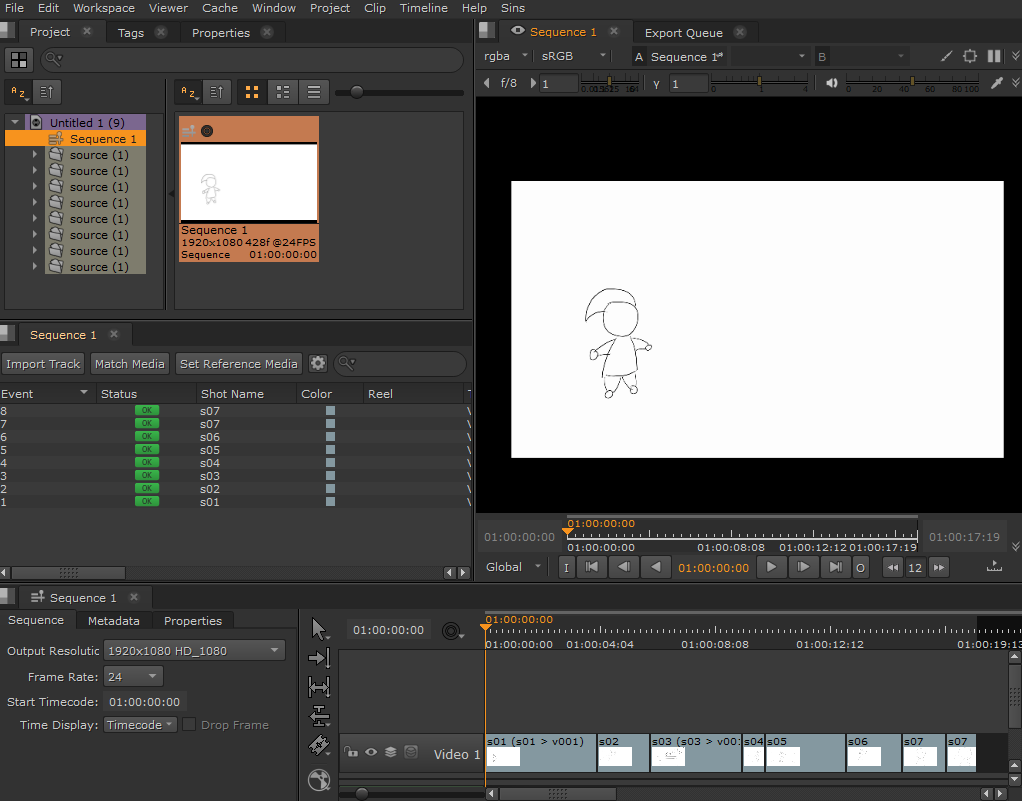 File Edit Workspace Viewer Cache Window Project Clip Timeline Help Sins
Project Tags Properties
Untitled 1 (9)
Sequence 1
source (1)
source (1)
source (1)
source (1)
source (1)
source (1)
source (1)
source (1)
Sequence 1
1920x1080 428f @24FPS
Sequence 01:00:00:00
Sequence 1 Export Queue
rgba sRGB A Sequence 1* B
f/8 1 γ 1 0 1 4 0 20 40 60 80 100
Sequence 1
Import Track Match Media Set Reference Media
Event Status Shot Name Color Reel
8 OK s07
7 OK s07
6 OK s06
5 OK s05
4 OK s04
3 OK s03
2 OK s02
1 OK s01
01:00:00:00
01:00:00:00 01:00:17:19
01:00:00:00 01:00:08:08 01:00:12:12 01:00:17:19
Global I 01:00:00:00 O 12
Sequence 1
Sequence Metadata Properties
Output Resolutic 1920x1080 HD_1080
Frame Rate: 24
Start Timecode: 01:00:00:00
Time Display: Timecode Drop Frame
01:00:00:00
01:00:00:00
01:00:00:00 01:00:04:04 01:00:08:08 01:00:12:12 01:00:19:13
Video 1
s01 (s01 > v001) s02 s03 (s03 > v001 s04 s05 s06 s07 s07